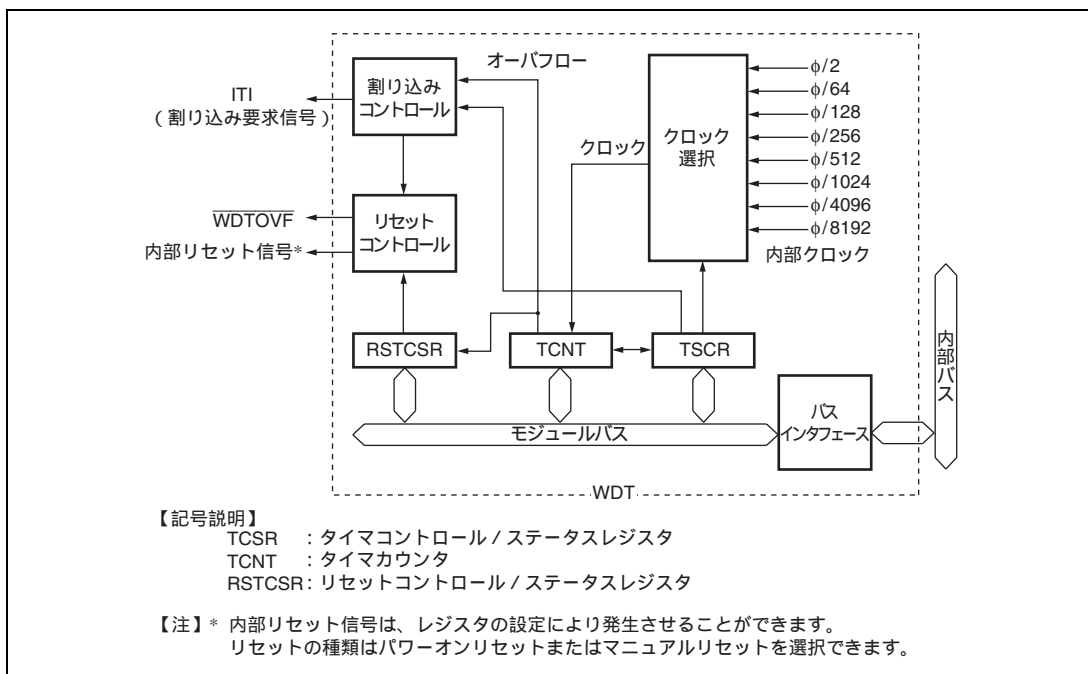 オーバフロー
割り込み
コントロール
ITI
（割り込み要求信号）
クロック
クロック
選択
φ/2
φ/64
φ/128
φ/256
φ/512
φ/1024
φ/4096
φ/8192
内部クロック
WDTOVF
内部リセット信号*
リセット
コントロール
RSTCSR
TCNT
TSCR
内部バス
バス
インタフェース
モジュールバス
WDT
【記号説明】
TCSR ：タイマコントロール / ステータスレジスタ
TCNT ：タイマカウンタ
RSTCSR：リセットコントロール / ステータスレジスタ
【注】* 内部リセット信号は、レジスタの設定により発生させることができます。
リセットの種類はパワーオンリセットまたはマニュアルリセットを選択できます。